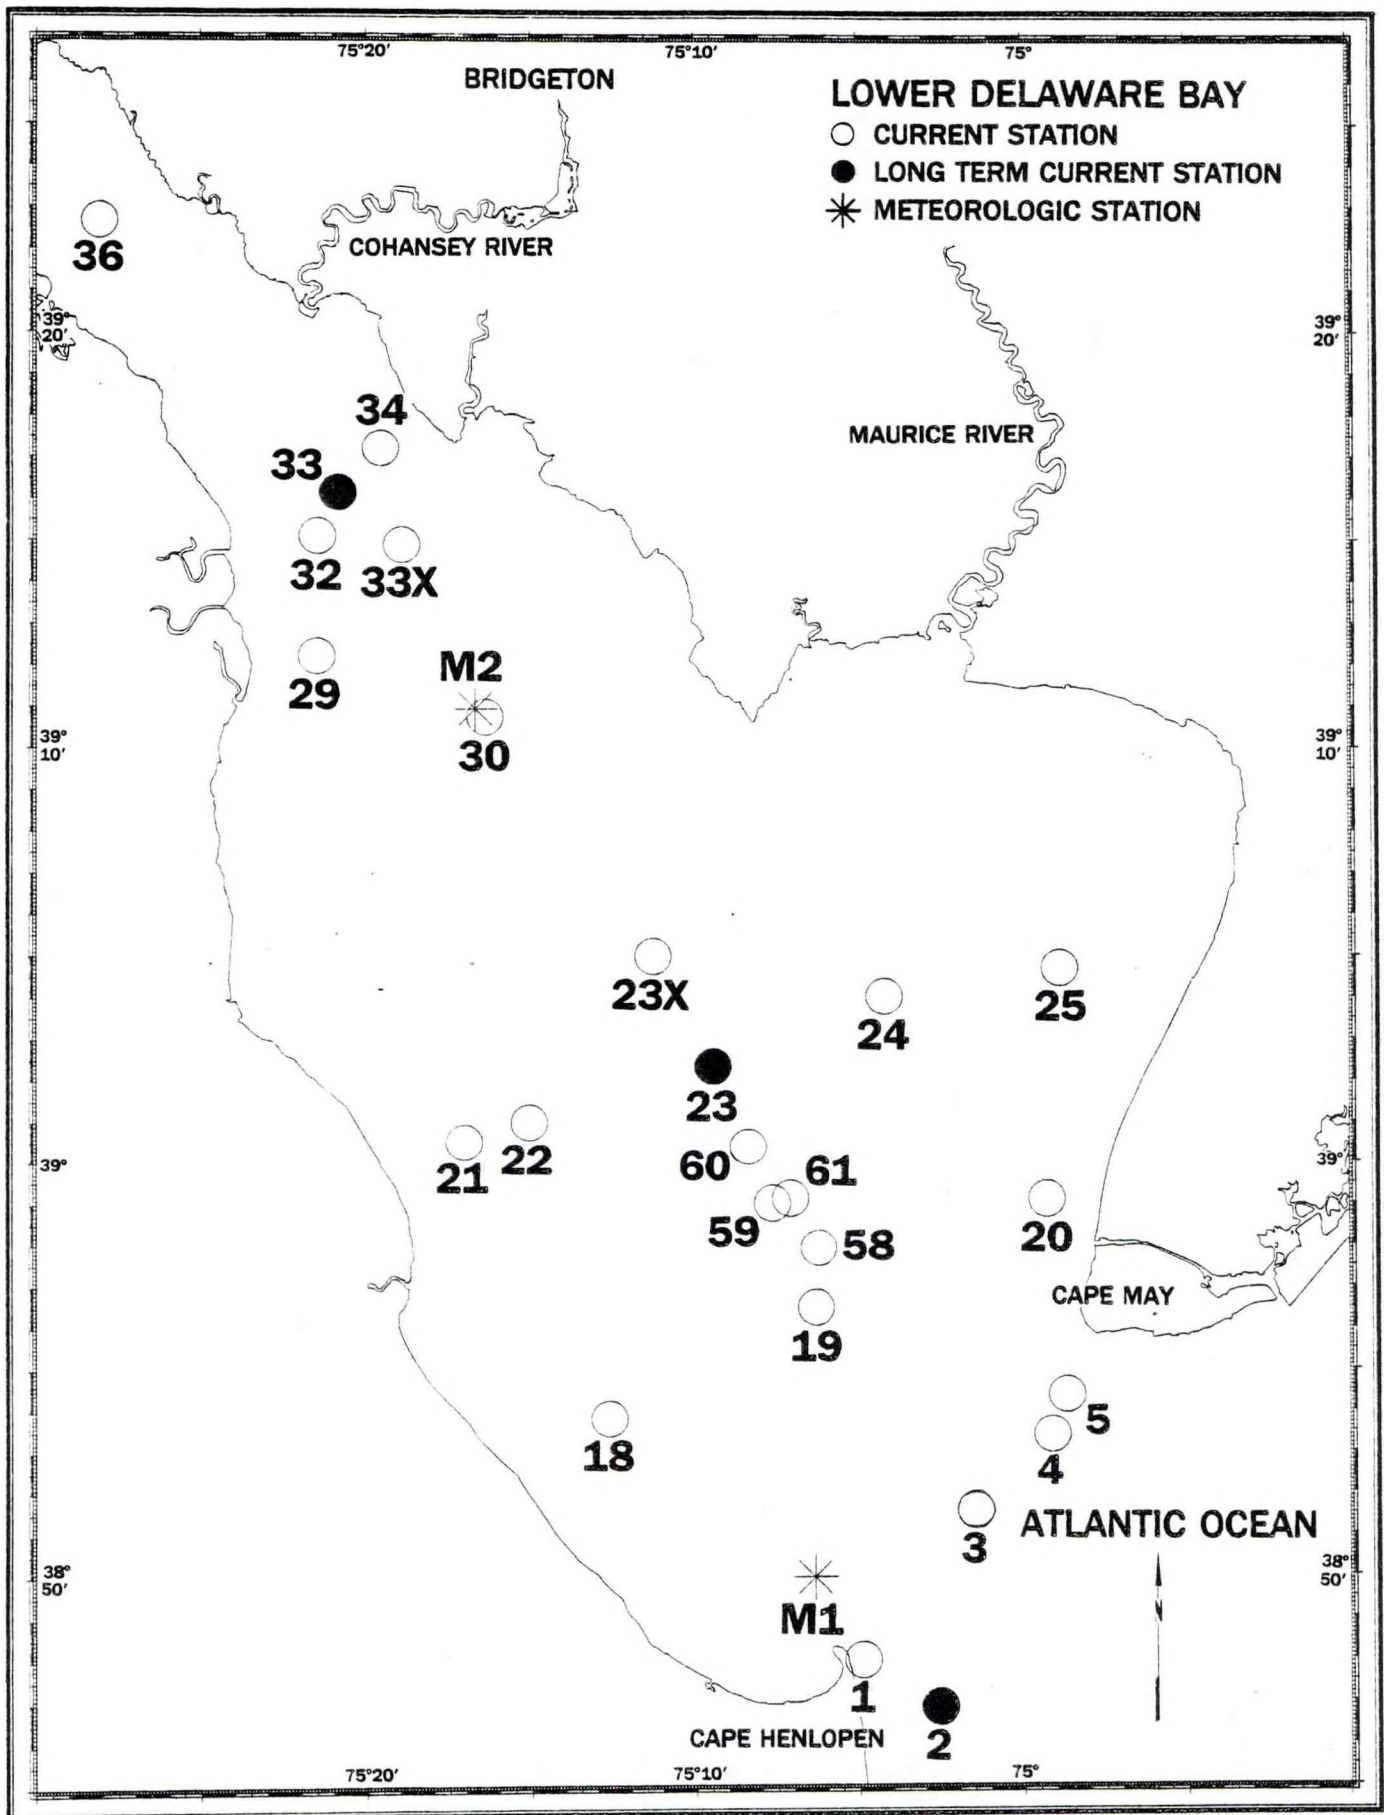 75°20' 75°10' 75°
BRIDGETON
LOWER DELAWARE BAY
CURRENT STATION
LONG TERM CURRENT STATION
METEOROLOGIC STATION
36
COHANSEY RIVER
39°
20'
39°
20'
34
33
MAURICE RIVER
32
33X
29
M2
30
39°
10'
39°
10'
23X
24
25
23
21
22
60
61
39°
39°
59
58
20
CAPE MAY
19
18
5
4
3
ATLANTIC OCEAN
38°
50'
38°
50'
N
M1
1
2
CAPE HENLOPEN
75°20' 75°10' 75°